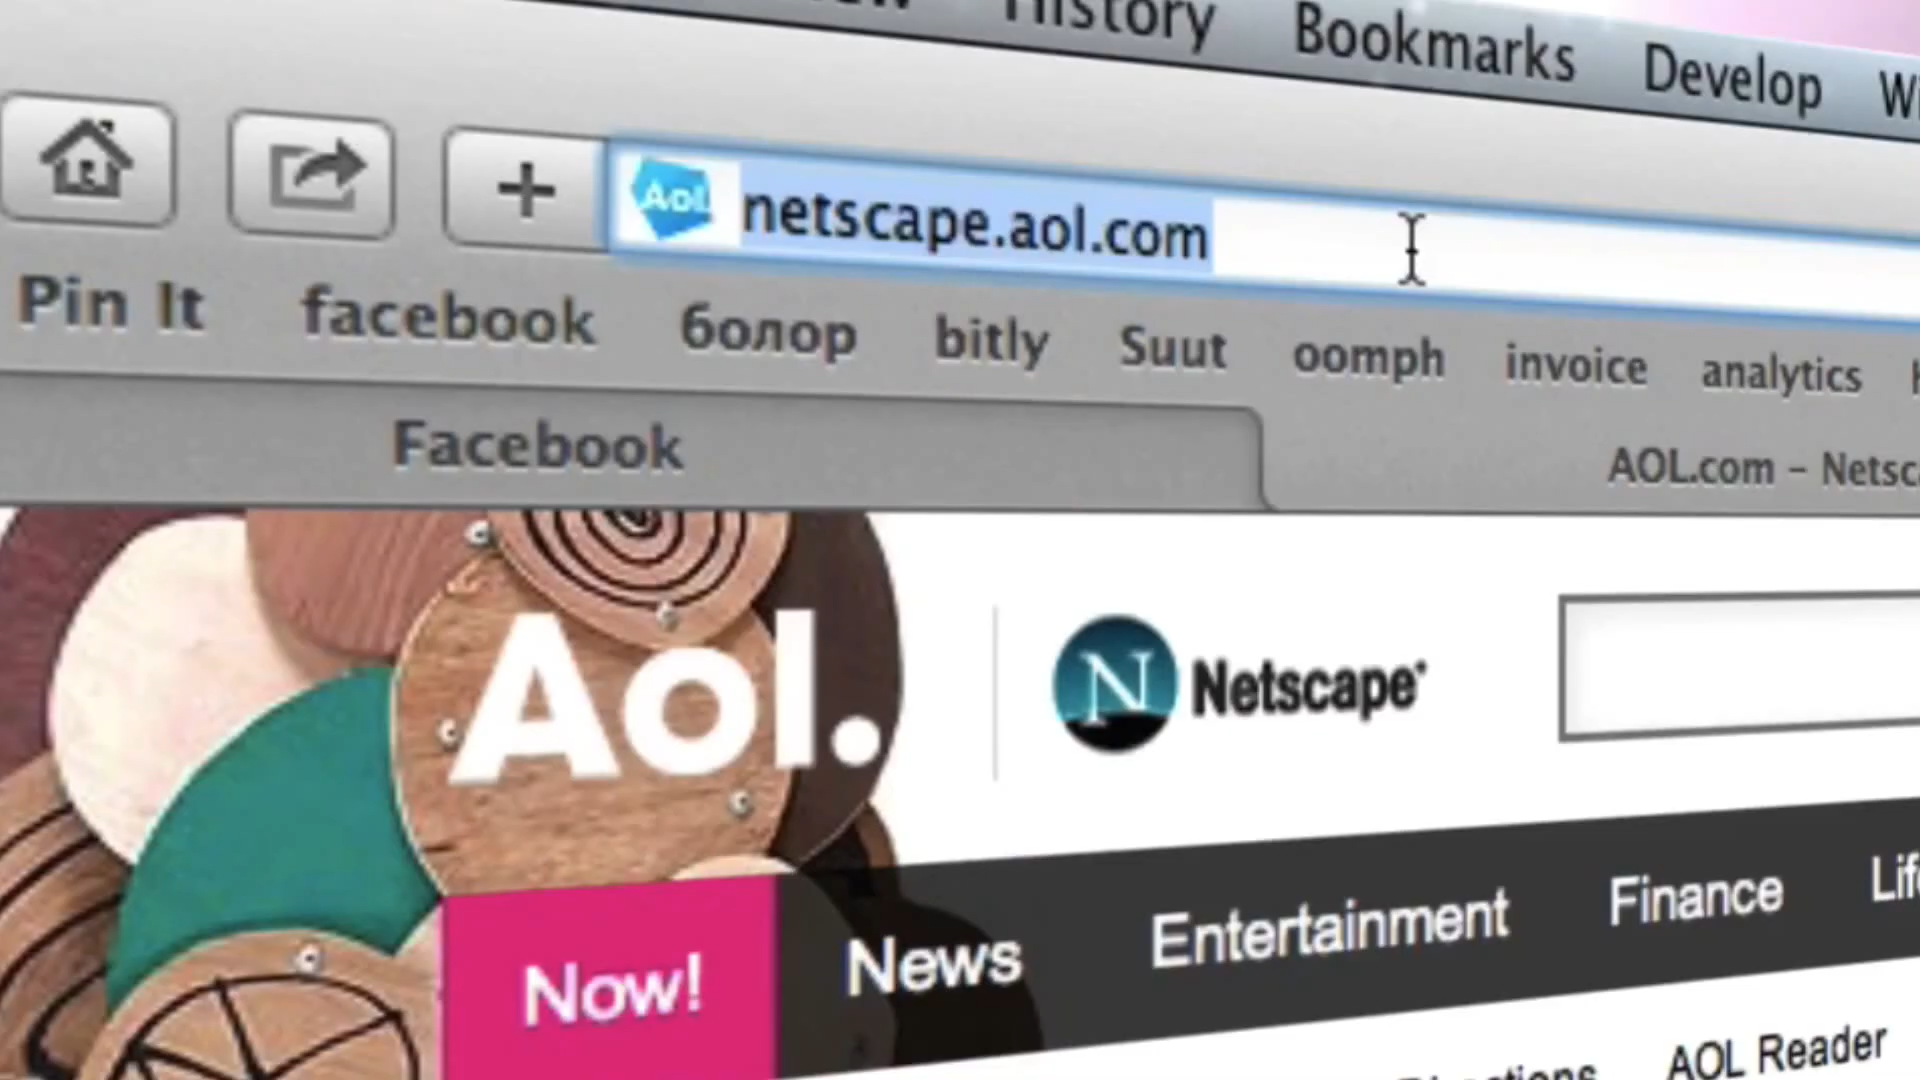 History Bookmarks Develop
Aol. netscape.aol.com
Pin It facebook болор bitly Suut oomph invoice analytics
Facebook
AOL.com – Netsc
Aol.
N Netscape
Now! News Entertainment Finance
AOL Reader